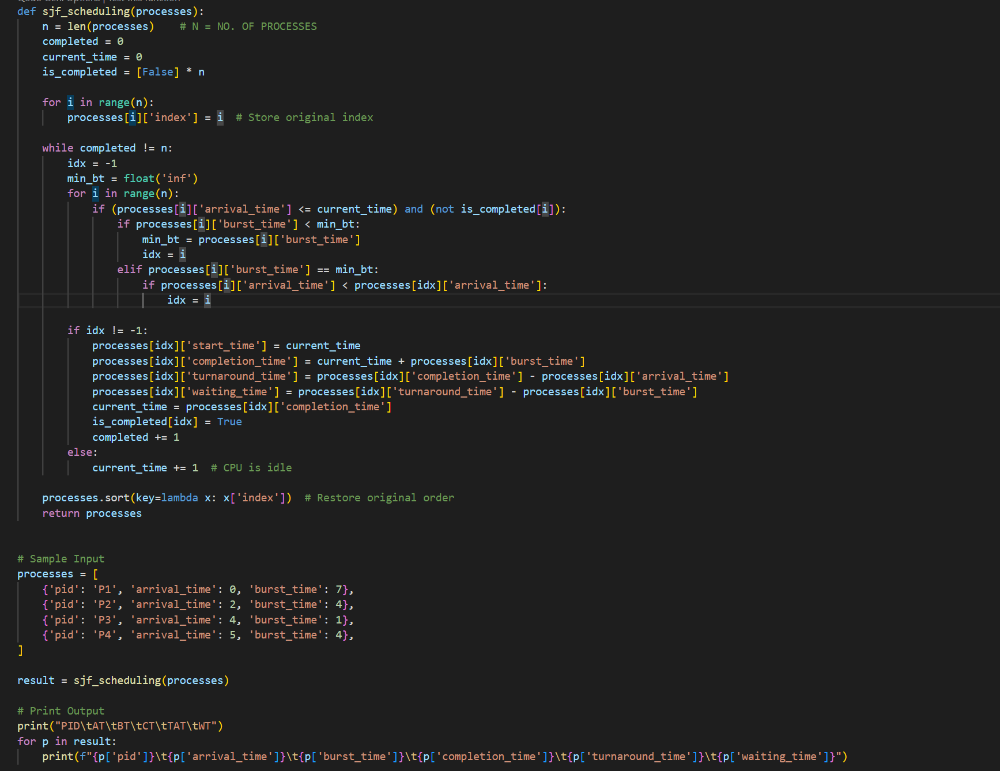 def sjf_scheduling(processes):
    n = len(processes)    # N = NO. OF PROCESSES
    completed = 0
    current_time = 0
    is_completed = [False] * n

    for i in range(n):
        processes[i]['index'] = i  # Store original index

    while completed != n:
        idx = -1
        min_bt = float('inf')
        for i in range(n):
            if (processes[i]['arrival_time'] <= current_time) and (not is_completed[i]):
                if processes[i]['burst_time'] < min_bt:
                    min_bt = processes[i]['burst_time']
                    idx = i
                elif processes[i]['burst_time'] == min_bt:
                    if processes[i]['arrival_time'] < processes[idx]['arrival_time']:
                        idx = i

        if idx != -1:
            processes[idx]['start_time'] = current_time
            processes[idx]['completion_time'] = current_time + processes[idx]['burst_time']
            processes[idx]['turnaround_time'] = processes[idx]['completion_time'] - processes[idx]['arrival_time']
            processes[idx]['waiting_time'] = processes[idx]['turnaround_time'] - processes[idx]['burst_time']
            current_time = processes[idx]['completion_time']
            is_completed[idx] = True
            completed += 1
        else:
            current_time += 1  # CPU is idle

    processes.sort(key=lambda x: x['index'])  # Restore original order
    return processes


# Sample Input
processes = [
    {'pid': 'P1', 'arrival_time': 0, 'burst_time': 7},
    {'pid': 'P2', 'arrival_time': 2, 'burst_time': 4},
    {'pid': 'P3', 'arrival_time': 4, 'burst_time': 1},
    {'pid': 'P4', 'arrival_time': 5, 'burst_time': 4},
]

result = sjf_scheduling(processes)

# Print Output
print("PID\tAT\tBT\tCT\tTAT\tWT")
for p in result:
    print(f"{p['pid']}\t{p['arrival_time']}\t{p['burst_time']}\t{p['completion_time']}\t{p['turnaround_time']}\t{p['waiting_time']}")